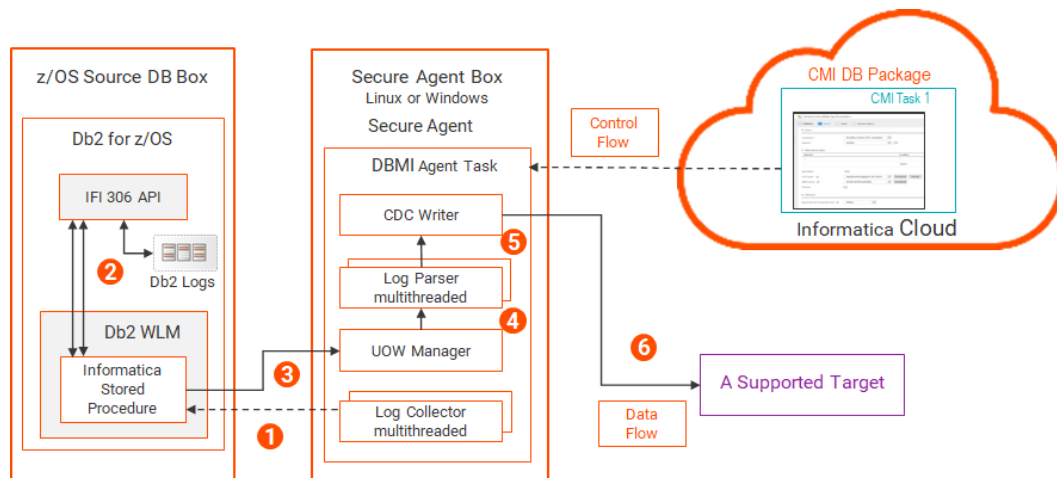 z/OS Source DB Box
Db2 for z/OS
IFI 306 API
2
Db2 Logs
Db2 WLM
Informatica
Stored
Procedure
3
1
Secure Agent Box
Linux or Windows
Secure Agent
DBMI Agent Task
CDC Writer
5
Log Parser
multithreaded
4
UOW Manager
Log Collector
multithreaded
Control
Flow
CMI DB Package
CMI Task 1
Informatica Cloud
6
A Supported Target
Data
Flow